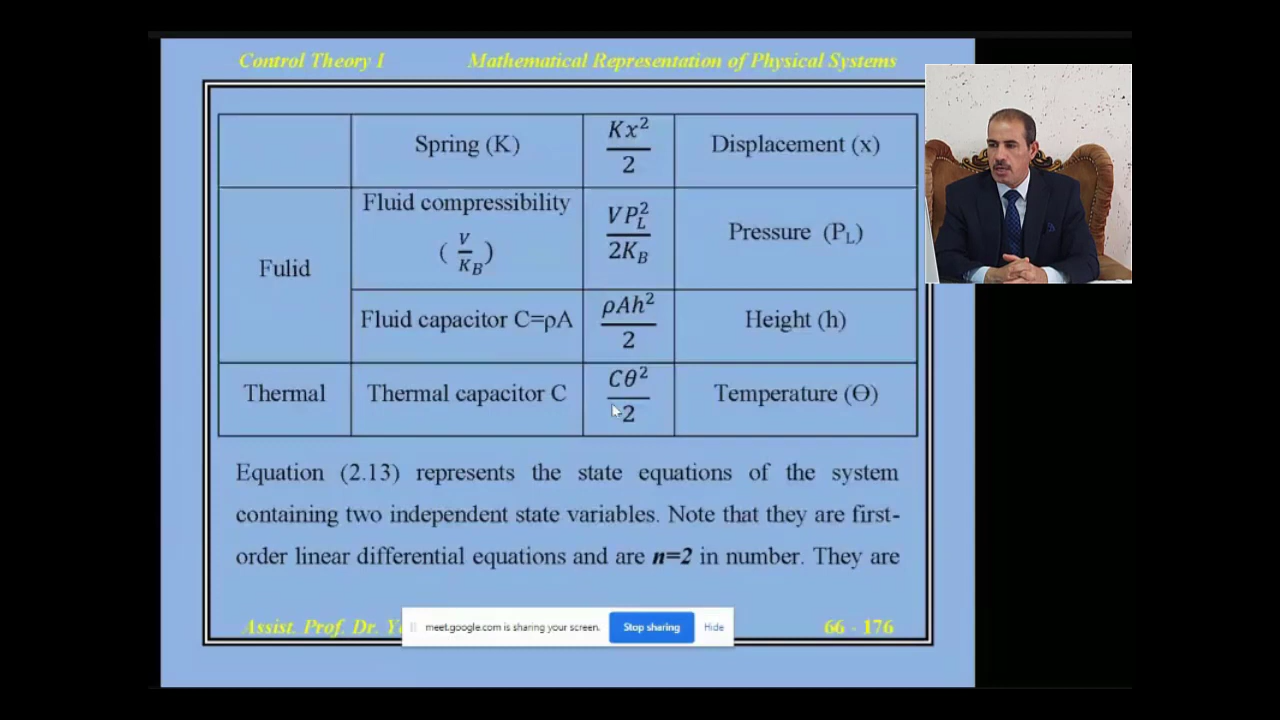 Control Theory I Mathematical Representation of Physical Systems
Spring (K) Kx²/2 Displacement (x)
Fulid
Fluid compressibility
(V/K_B) VP_L²/2K_B Pressure (P_L)
Fluid capacitor C=ρA ρAh²/2 Height (h)
Thermal Thermal capacitor C Cθ²/2 Temperature (Ɵ)
Equation (2.13) represents the state equations of the system
containing two independent state variables. Note that they are first-
order linear differential equations and are n=2 in number. They are
Assist. Prof. Dr. 66 - 176
meet.google.com is sharing your screen. Stop sharing Hide